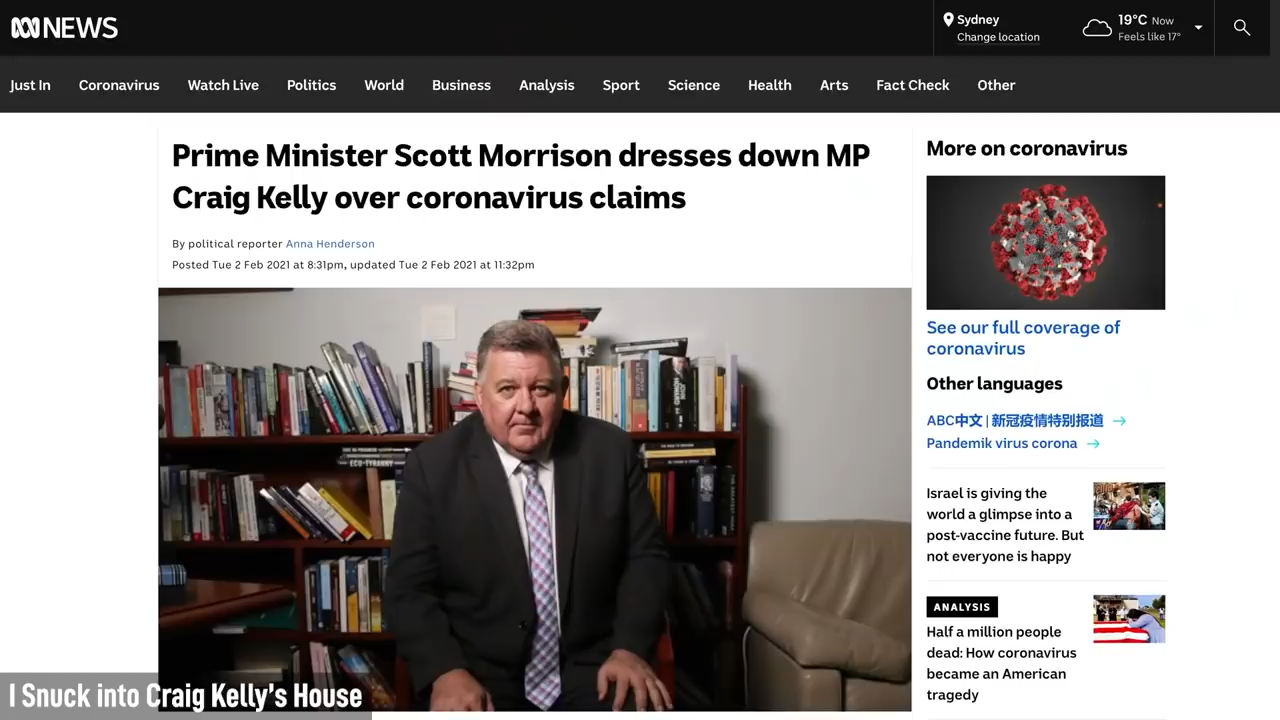 NEWS
Sydney
Change location
19°C Now
Feels like 17°
Just In Coronavirus Watch Live Politics World Business Analysis Sport Science Health Arts Fact Check Other
Prime Minister Scott Morrison dresses down MP
Craig Kelly over coronavirus claims
By political reporter Anna Henderson
Posted Tue 2 Feb 2021 at 8:31pm, updated Tue 2 Feb 2021 at 11:32pm
More on coronavirus
See our full coverage of
coronavirus
Other languages
ABC中文 | 新冠疫情特别报道 →
Pandemik virus corona →
Israel is giving the
world a glimpse into a
post-vaccine future. But
not everyone is happy
ANALYSIS
Half a million people
dead: How coronavirus
became an American
tragedy
ECO-TYRANNY
I Snuck into Craig Kelly's House